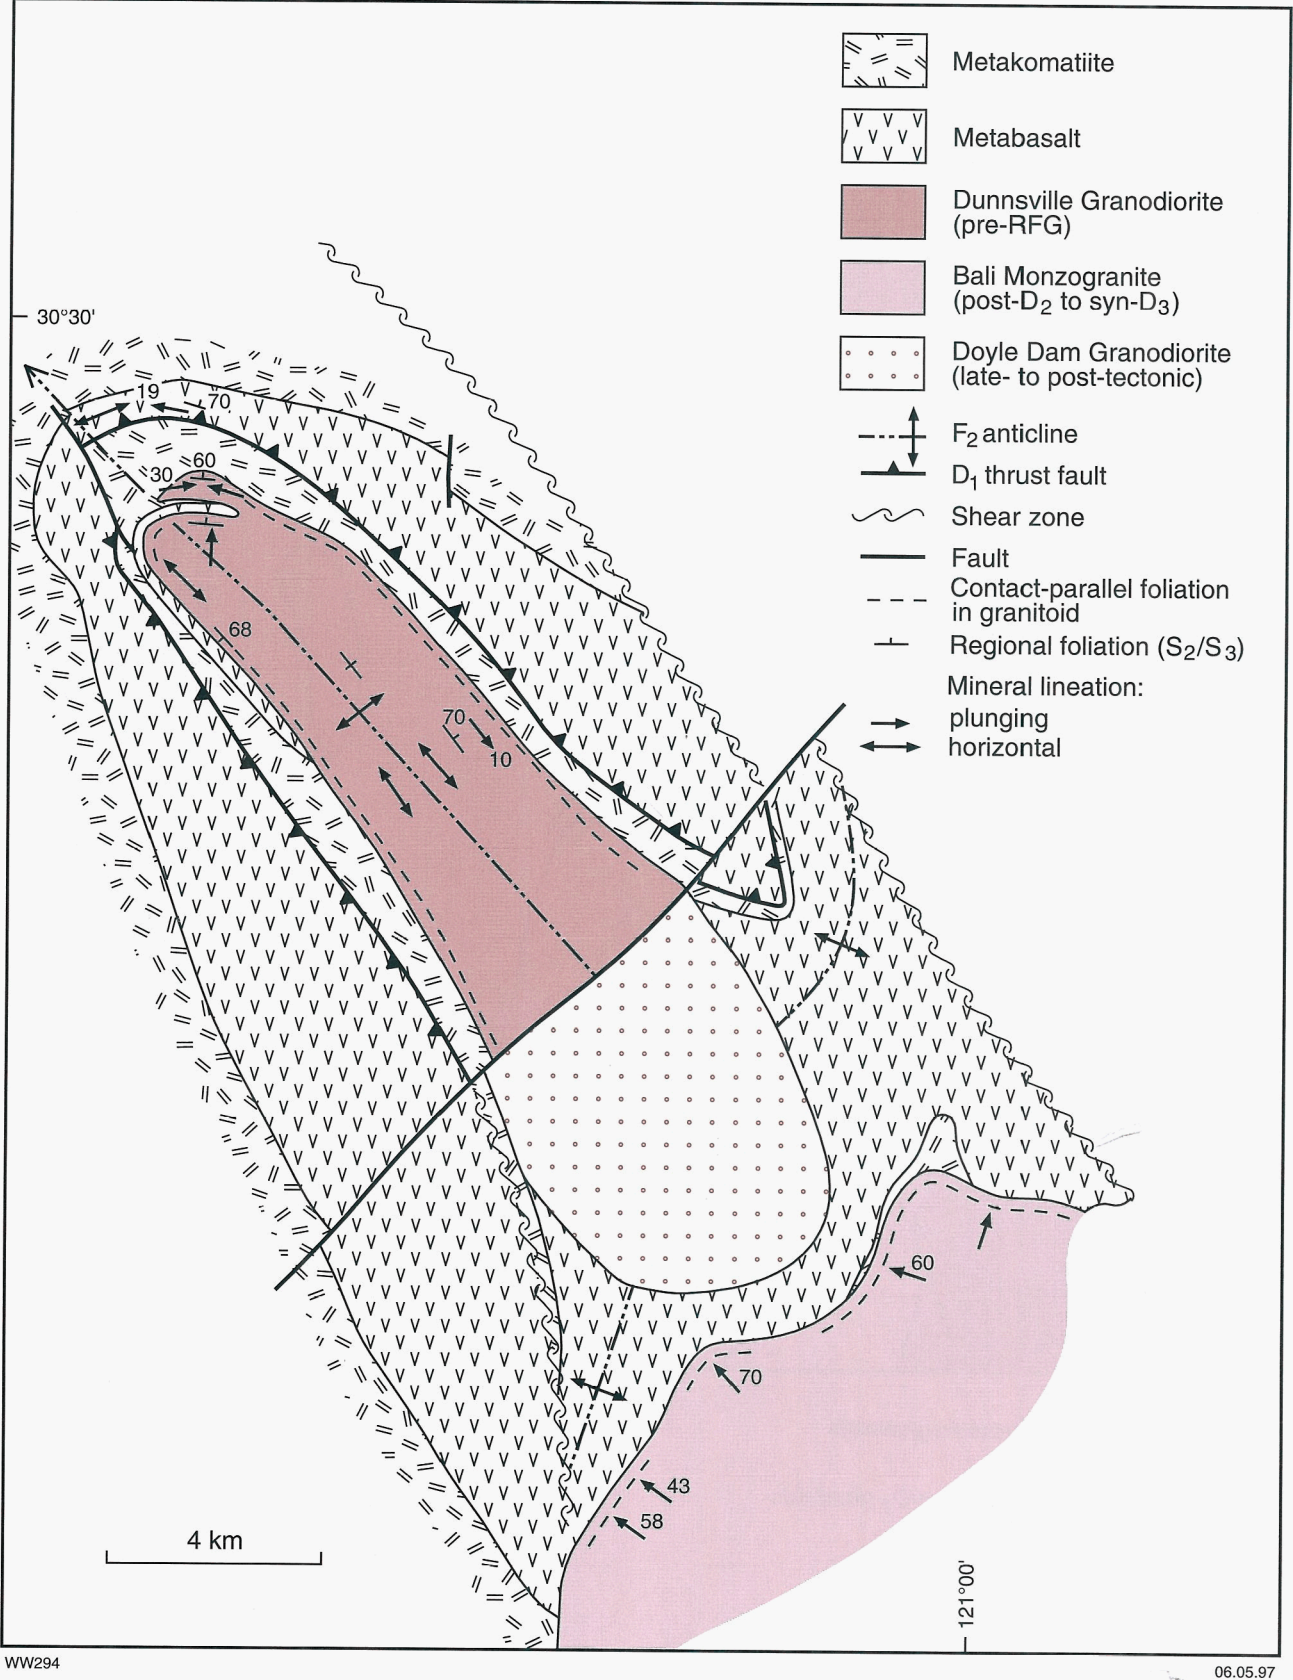 Metakomatiite
Metabasalt
Dunnsville Granodiorite
(pre-RFG)
Bali Monzogranite
(post-D2 to syn-D3)
Doyle Dam Granodiorite
(late- to post-tectonic)
F2 anticline
D1 thrust fault
Shear zone
Fault
Contact-parallel foliation
in granitoid
Regional foliation (S2/S3)
Mineral lineation:
plunging
horizontal
30°30'
19
70
60
30
68
70
10
60
70
43
58
4 km
121°00'
WW294
06.05.97